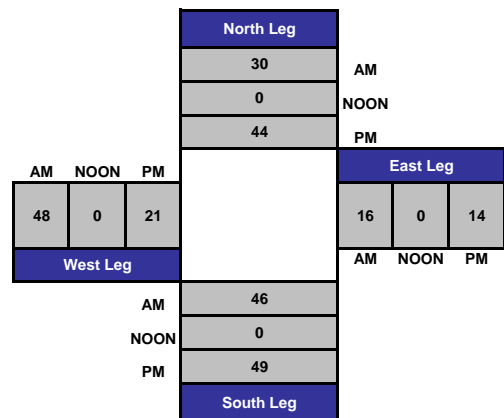 North Leg
30 AM
0 NOON
44 PM
AM NOON PM East Leg
48 0 21 16 0 14
West Leg AM NOON PM
AM 46
NOON 0
PM 49
South Leg